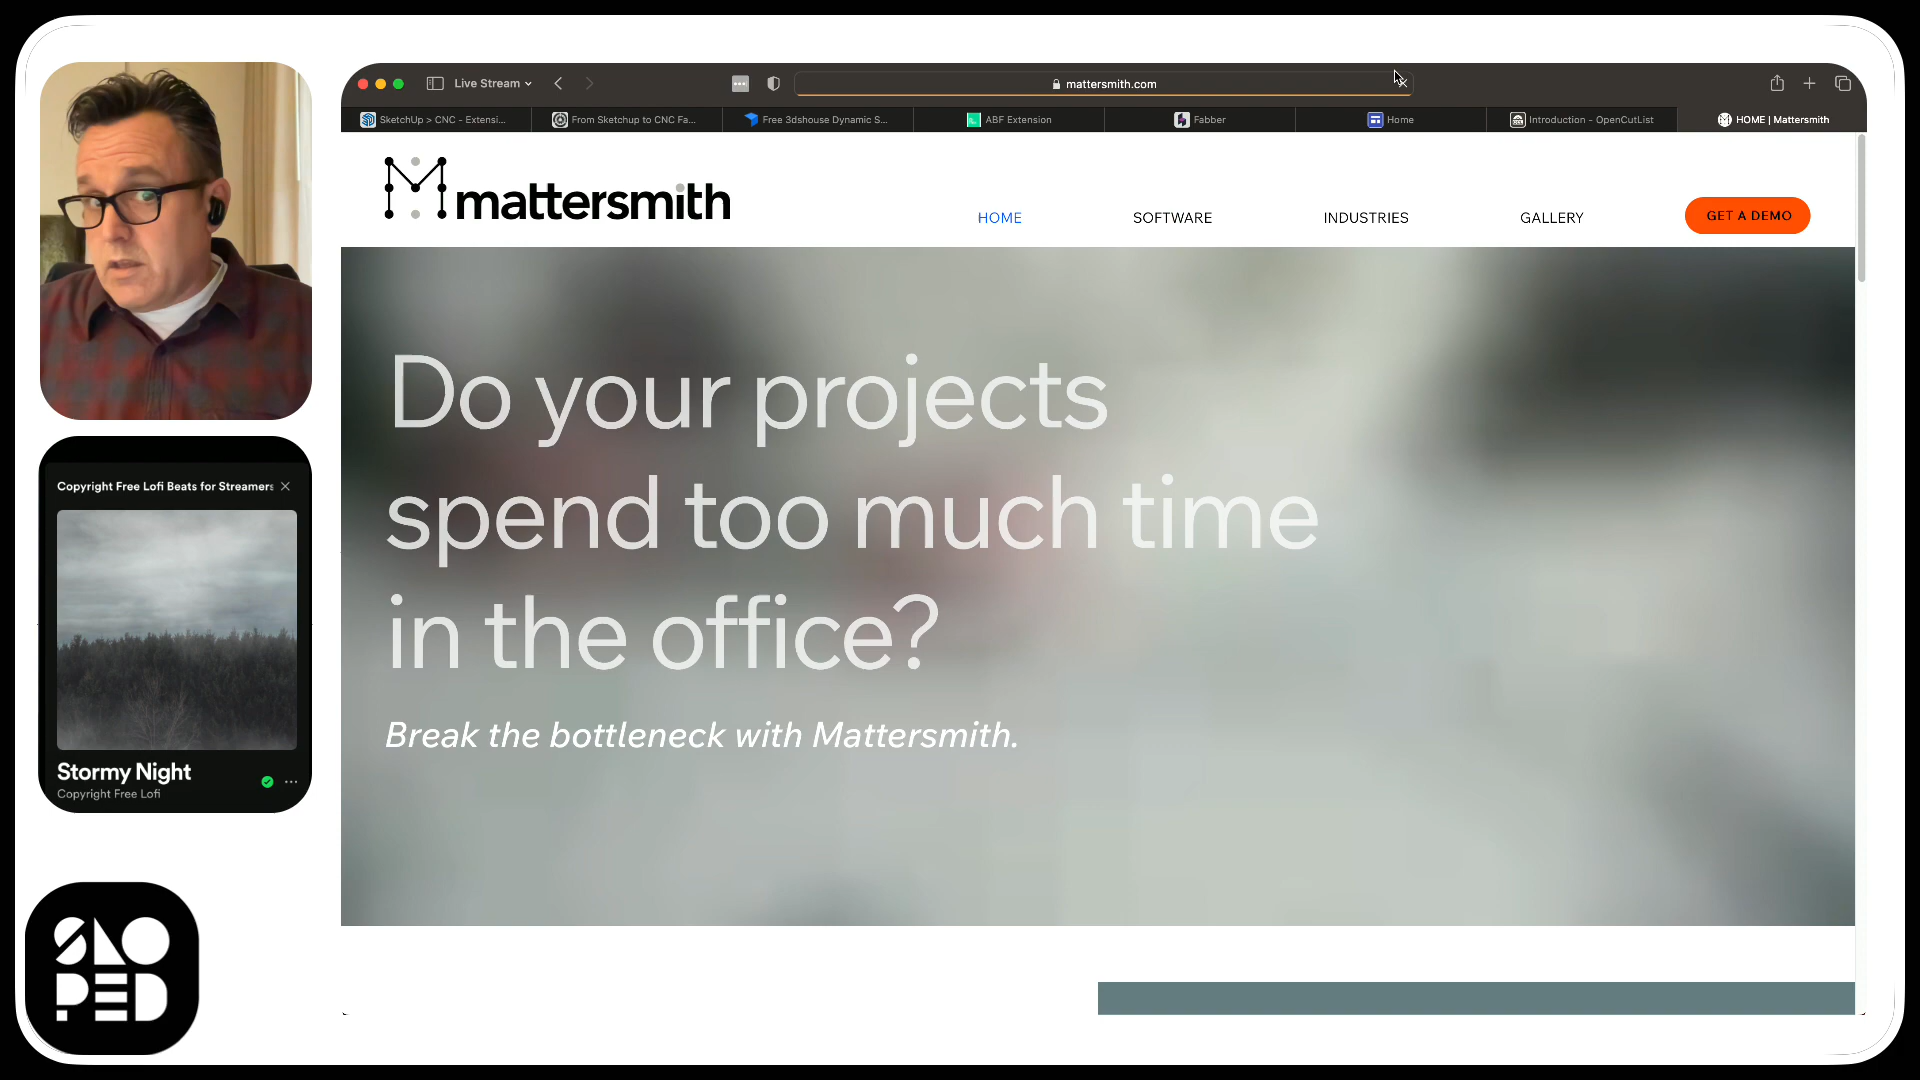 Live Stream
mattersmith.com
SketchUp > CNC - Extensi...
From Sketchup to CNC Fa...
Free 3dshouse Dynamic S...
ABF Extension
Fabber
Home
Introduction - OpenCutList
HOME | Mattersmith
mattersmith
HOME
SOFTWARE
INDUSTRIES
GALLERY
GET A DEMO
Do your projects
spend too much time
in the office?
Break the bottleneck with Mattersmith.
Copyright Free Lofi Beats for Streamers
Stormy Night
Copyright Free Lofi
SLOPED